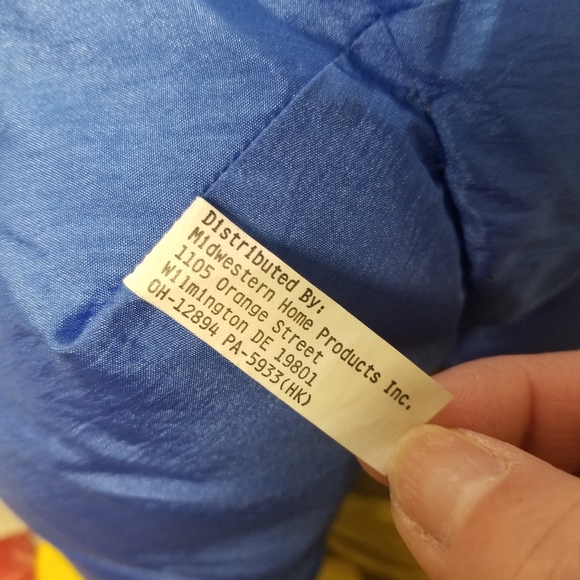 Distributed By:
Midwestern Home Products Inc.
1105 Orange Street
Wilmington DE 19801
OH-12894 PA-5933(HK)